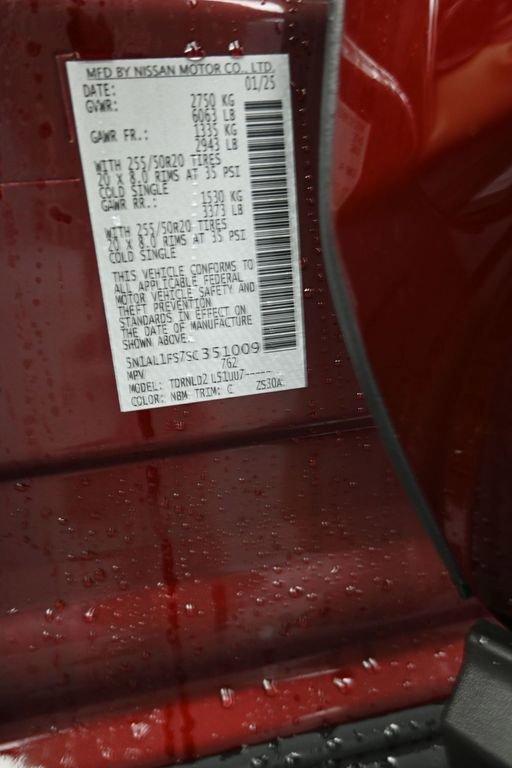 MFD BY NISSAN MOTOR CO., LTD.
DATE: 01/25
GVWR: 2750 KG
6063 LB
GAWR FR.: 1335 KG
2943 LB
WITH 255/50R20 TIRES
20 X 8.0 RIMS AT 35 PSI
COLD SINGLE
GAWR RR.: 1530 KG
3373 LB
WITH 255/50R20 TIRES
20 X 8.0 RIMS AT 35 PSI
COLD SINGLE
THIS VEHICLE CONFORMS TO
ALL APPLICABLE FEDERAL
MOTOR VEHICLE SAFETY AND
THEFT PREVENTION
STANDARDS IN EFFECT ON
THE DATE OF MANUFACTURE
SHOWN ABOVE.
5N1AL1FS7SC351009
MPV 762
MODEL: TDRNLD2 L51UU7-----
COLOR: NBM TRIM: C ZS30A